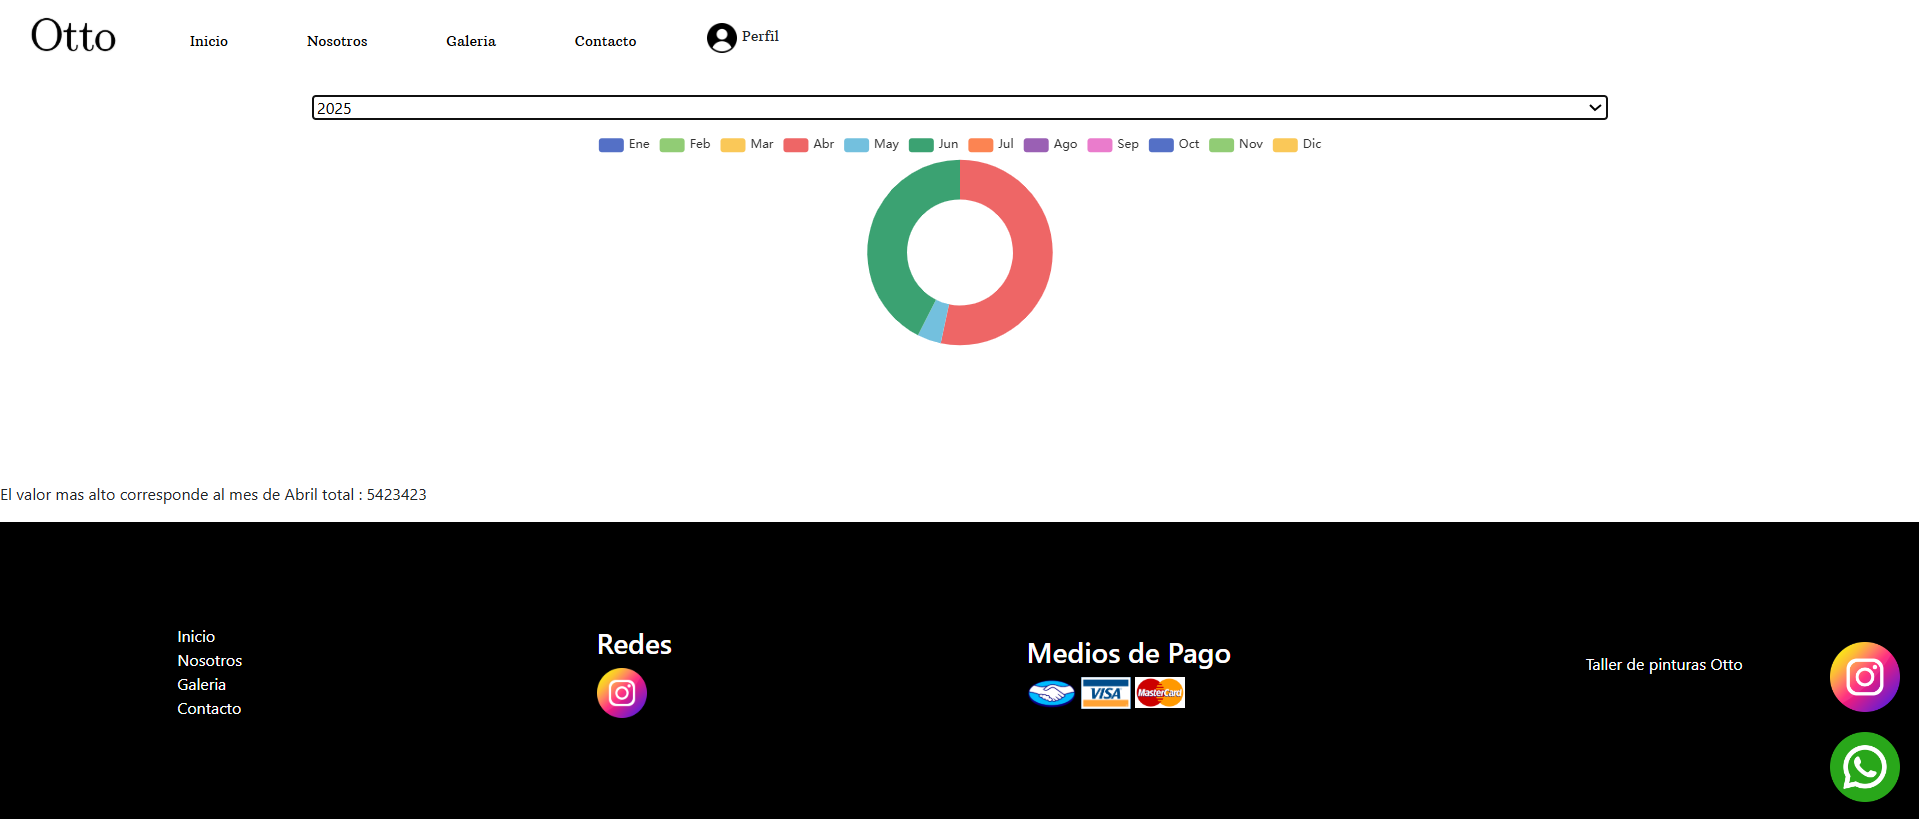 Otto
Inicio
Nosotros
Galeria
Contacto
Perfil
2025
Ene Feb Mar Abr May Jun Jul Ago Sep Oct Nov Dic
El valor mas alto corresponde al mes de Abril total : 5423423
Inicio
Nosotros
Galeria
Contacto
Redes
Medios de Pago
VISA
MasterCard
Taller de pinturas Otto